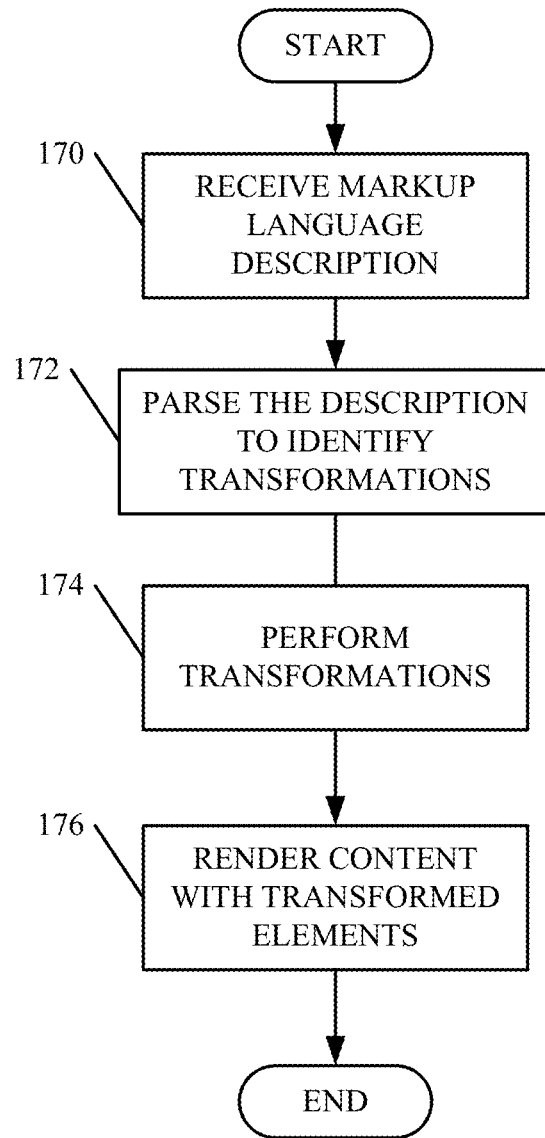 START
170
RECEIVE MARKUP
LANGUAGE
DESCRIPTION
172
PARSE THE DESCRIPTION
TO IDENTIFY
TRANSFORMATIONS
174
PERFORM
TRANSFORMATIONS
176
RENDER CONTENT
WITH TRANSFORMED
ELEMENTS
END